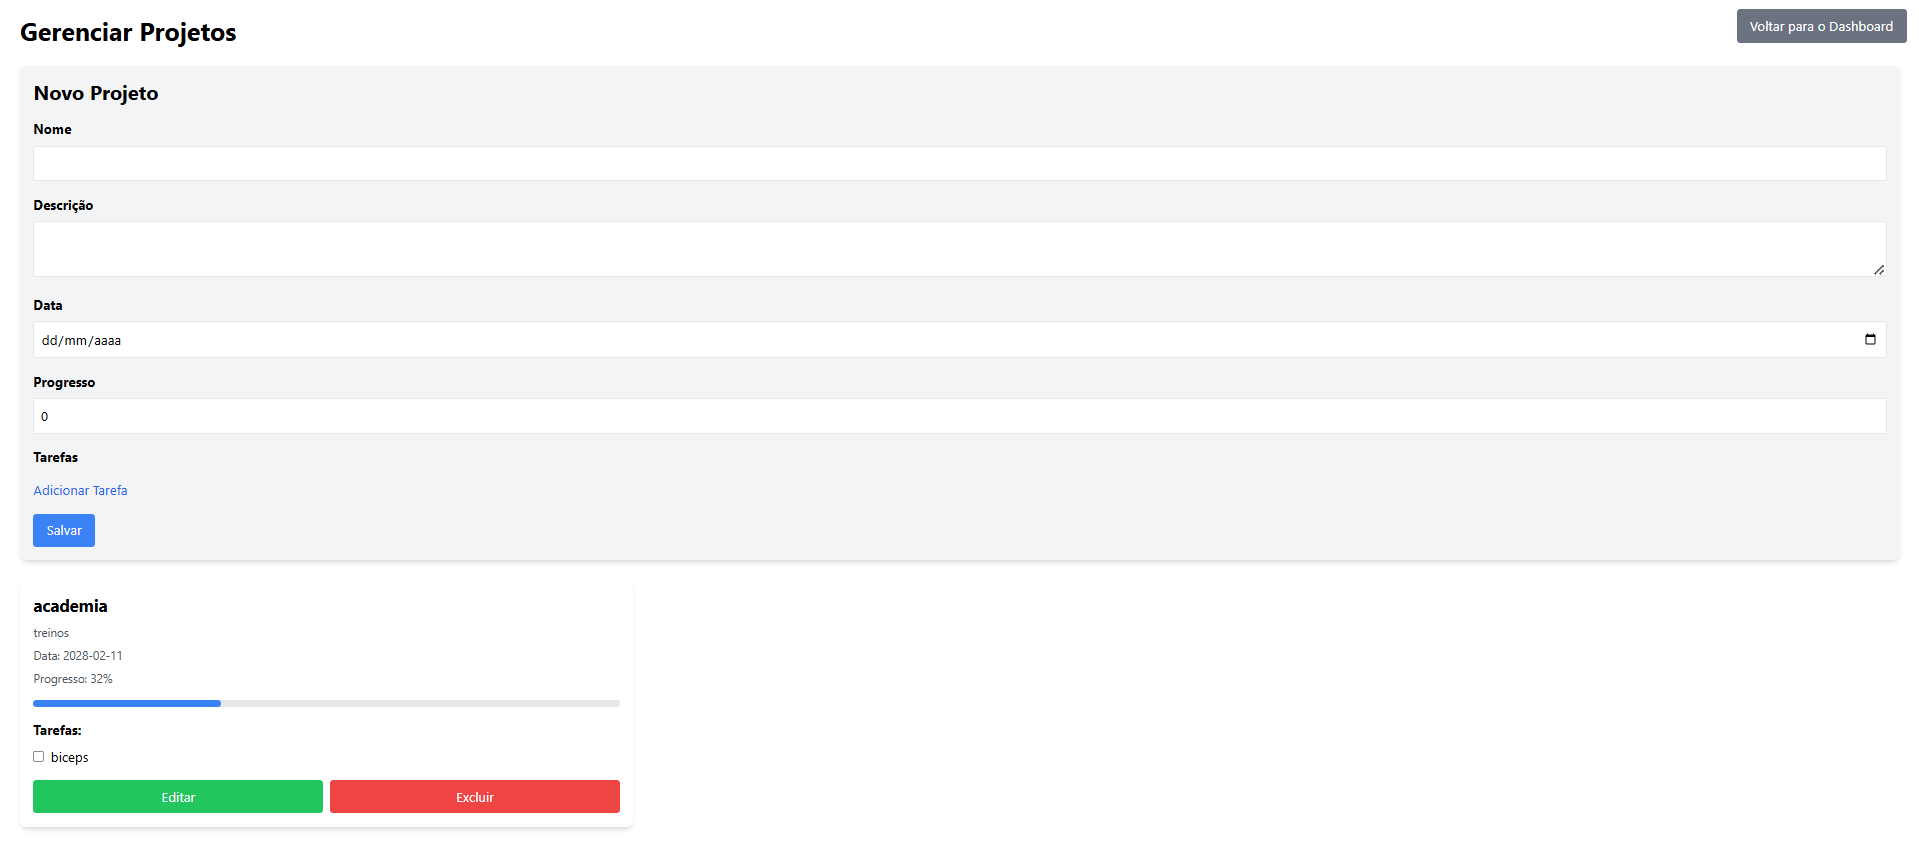 Gerenciar Projetos
Voltar para o Dashboard
Novo Projeto
Nome
Descrição
Data
dd/mm/aaaa
Progresso
0
Tarefas
Adicionar Tarefa
Salvar
academia
treinos
Data: 2028-02-11
Progresso: 32%
Tarefas:
biceps
Editar
Excluir